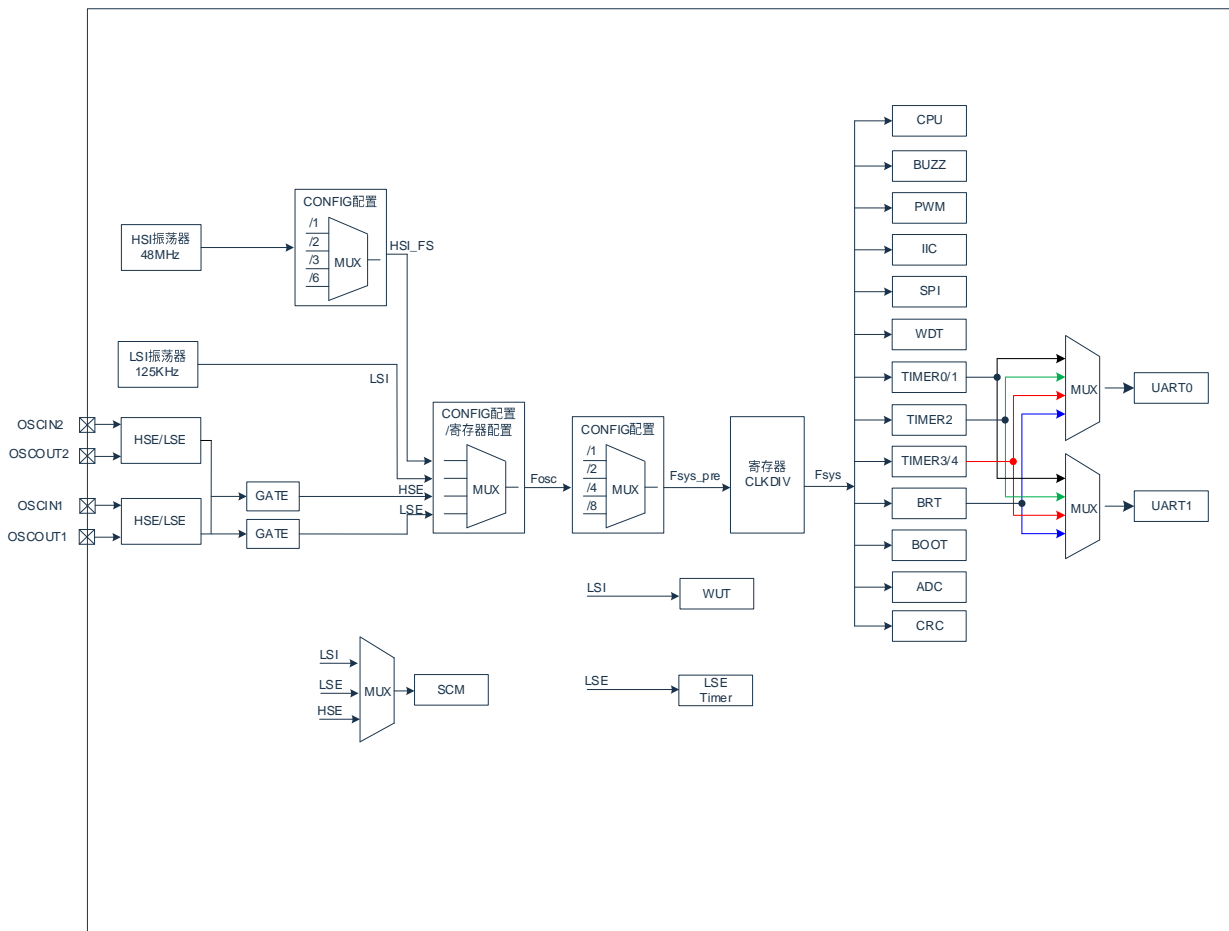 CPU
BUZZ
PWM
IIC
SPI
WDT
TIMER0/1
TIMER2
TIMER3/4
BRT
BOOT
ADC
CRC
CONFIG配置
/1
/2
/3
/6
MUX
HSI_FS
HSI振荡器
48MHz
LSI振荡器
125KHz
LSI
OSCIN2
OSCOUT2
HSE/LSE
OSCIN1
OSCOUT1
HSE/LSE
GATE
GATE
HSE
LSE
CONFIG配置
/寄存器配置
MUX
Fosc
CONFIG配置
/1
/2
/4
/8
MUX
Fsys_pre
寄存器
CLKDIV
Fsys
MUX
UART0
MUX
UART1
LSI
WUT
LSE
LSE
Timer
LSI
LSE
HSE
MUX
SCM